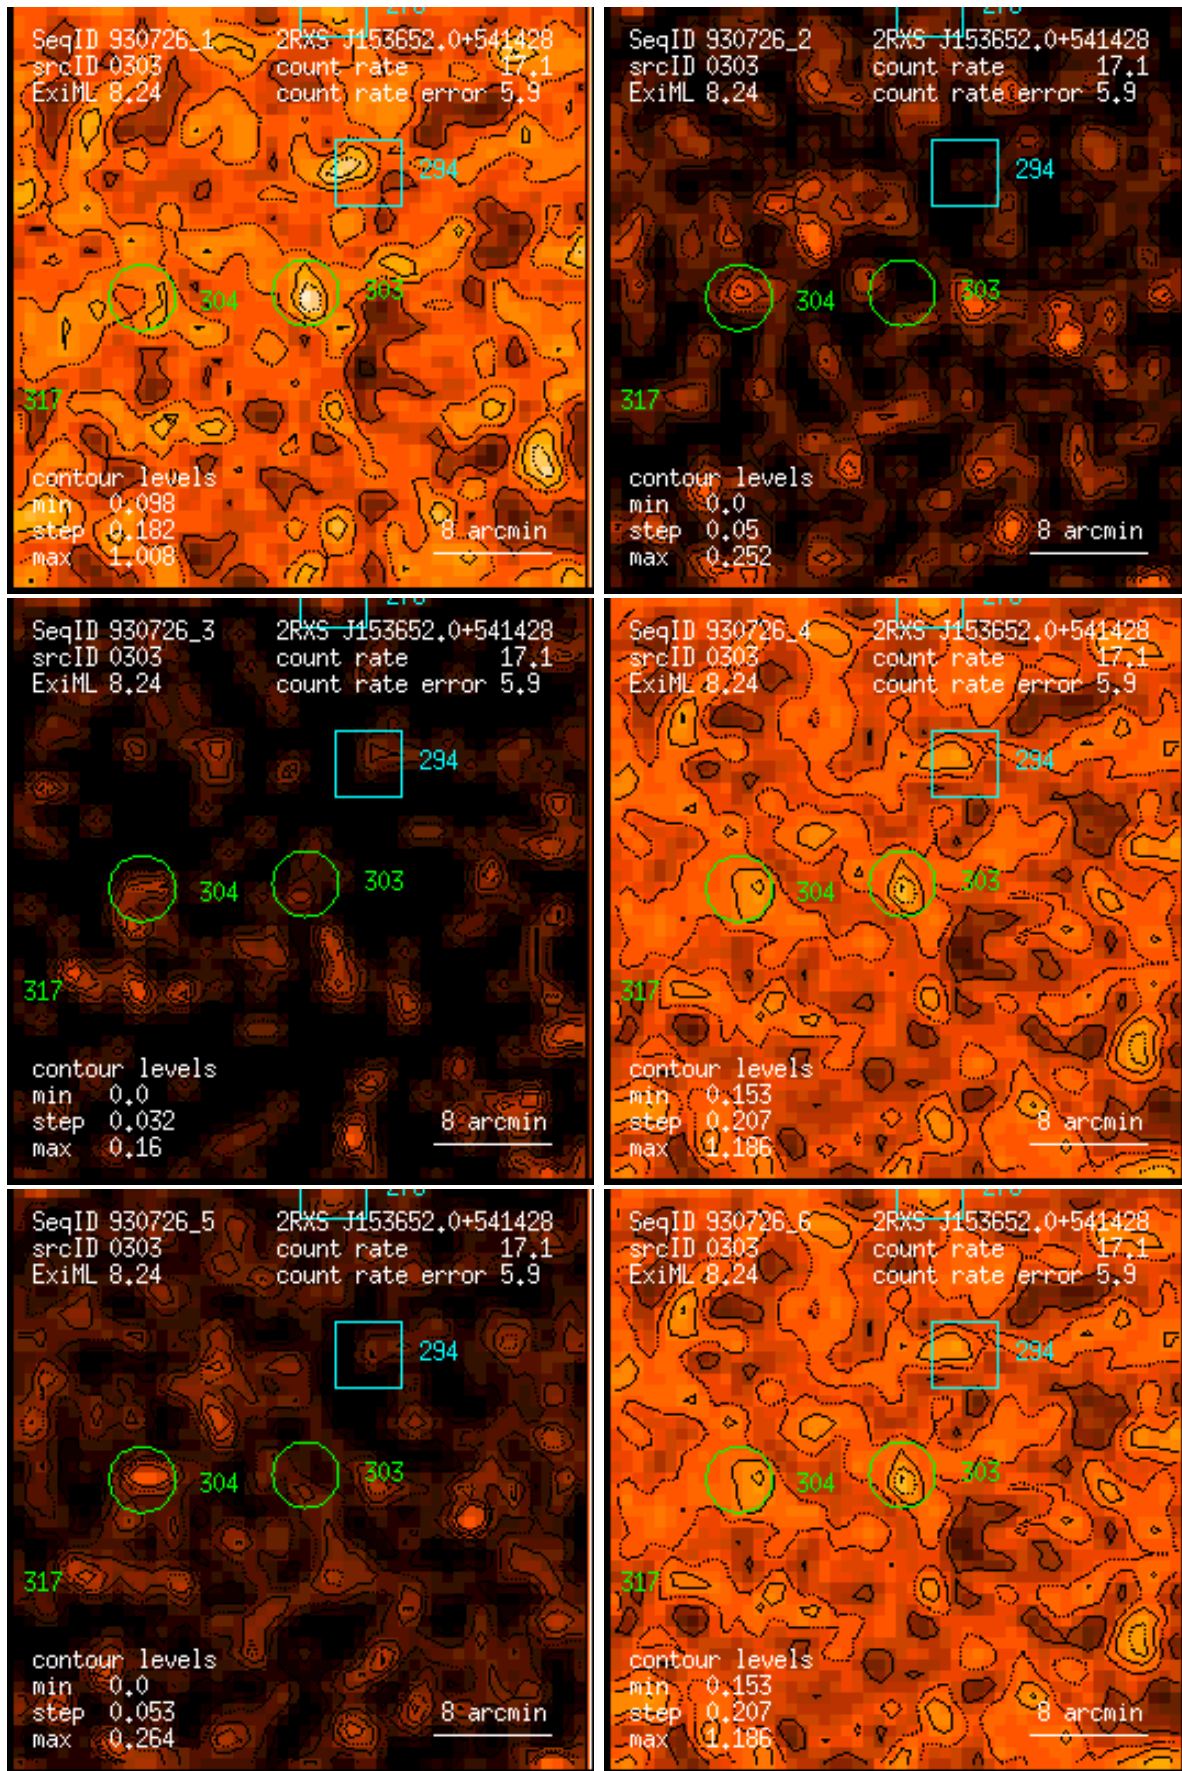 SeqID 930726_1 2RXS J153652.0+541428
srcID 0303 count rate 17.1
ExiML 8.24 count rate error 5.9
294
304
303
317
contour levels
min 0.098
step 0.182
max 1.008
8 arcmin
SeqID 930726_2 2RXS J153652.0+541428
srcID 0303 count rate 17.1
ExiML 8.24 count rate error 5.9
294
304
303
317
contour levels
min 0.0
step 0.05
max 0.252
8 arcmin
SeqID 930726_3 2RXS J153652.0+541428
srcID 0303 count rate 17.1
ExiML 8.24 count rate error 5.9
294
304
303
317
contour levels
min 0.0
step 0.032
max 0.16
8 arcmin
SeqID 930726_4 2RXS J153652.0+541428
srcID 0303 count rate 17.1
ExiML 8.24 count rate error 5.9
294
304
303
317
contour levels
min 0.153
step 0.207
max 1.186
8 arcmin
SeqID 930726_5 2RXS J153652.0+541428
srcID 0303 count rate 17.1
ExiML 8.24 count rate error 5.9
294
304
303
317
contour levels
min 0.0
step 0.053
max 0.264
8 arcmin
SeqID 930726_6 2RXS J153652.0+541428
srcID 0303 count rate 17.1
ExiML 8.24 count rate error 5.9
294
304
303
317
contour levels
min 0.153
step 0.207
max 1.186
8 arcmin